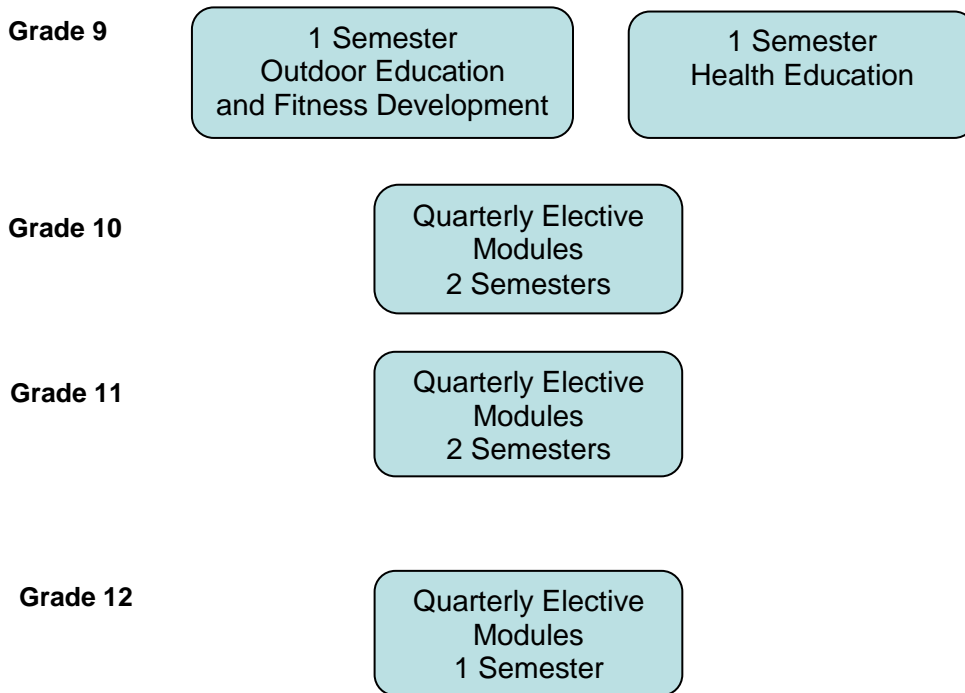 Grade 9
1 Semester
Outdoor Education
and Fitness Development
1 Semester
Health Education
Grade 10
Quarterly Elective
Modules
2 Semesters
Grade 11
Quarterly Elective
Modules
2 Semesters
Grade 12
Quarterly Elective
Modules
1 Semester